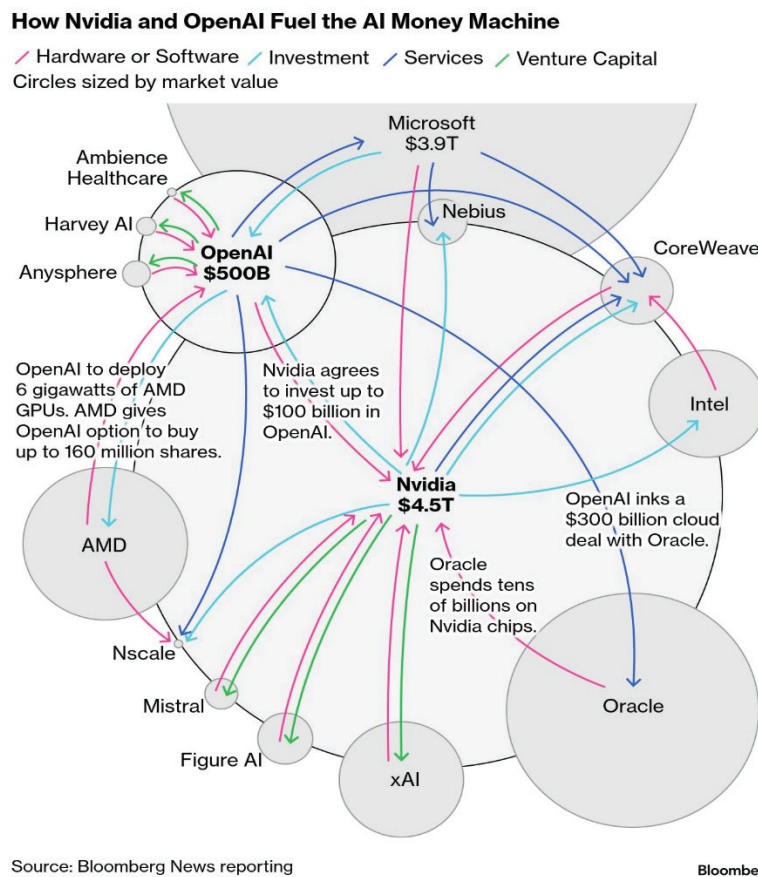 How Nvidia and OpenAI Fuel the AI Money Machine
Hardware or Software / Investment / Services / Venture Capital
Circles sized by market value
Microsoft
$3.9T
Ambience
Healthcare
Harvey AI
Anysphere
OpenAI
$500B
Nebius
CoreWeave
OpenAI to deploy
6 gigawatts of AMD
GPUs. AMD gives
OpenAI option to buy
up to 160 million shares.
Nvidia agrees
to invest up to
$100 billion in
OpenAI.
Intel
Nvidia
$4.5T
OpenAI inks a
$300 billion cloud
deal with Oracle.
AMD
Oracle
spends tens
of billions on
Nvidia chips.
Nscale
Mistral
Figure AI
xAI
Oracle
Source: Bloomberg News reporting
Bloombe